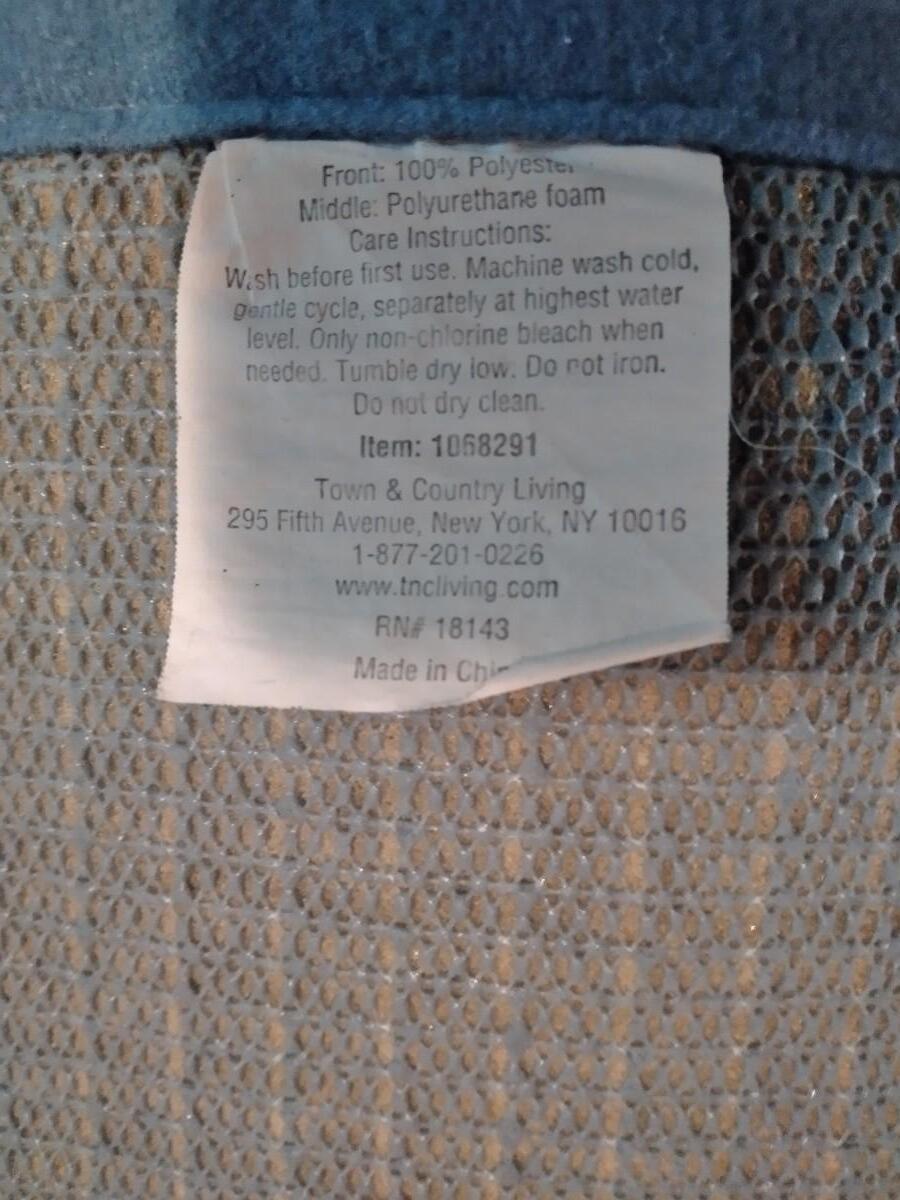 Front: 100% Polyester
Middle: Polyurethane foam
Care Instructions:
Wash before first use. Machine wash cold,
gentle cycle, separately at highest water
level. Only non-chlorine bleach when
needed. Tumble dry low. Do not iron.
Do not dry clean.
Item: 1068291
Town & Country Living
295 Fifth Avenue, New York, NY 10016
1-877-201-0226
www.tncliving.com
RN# 18143
Made in Chin